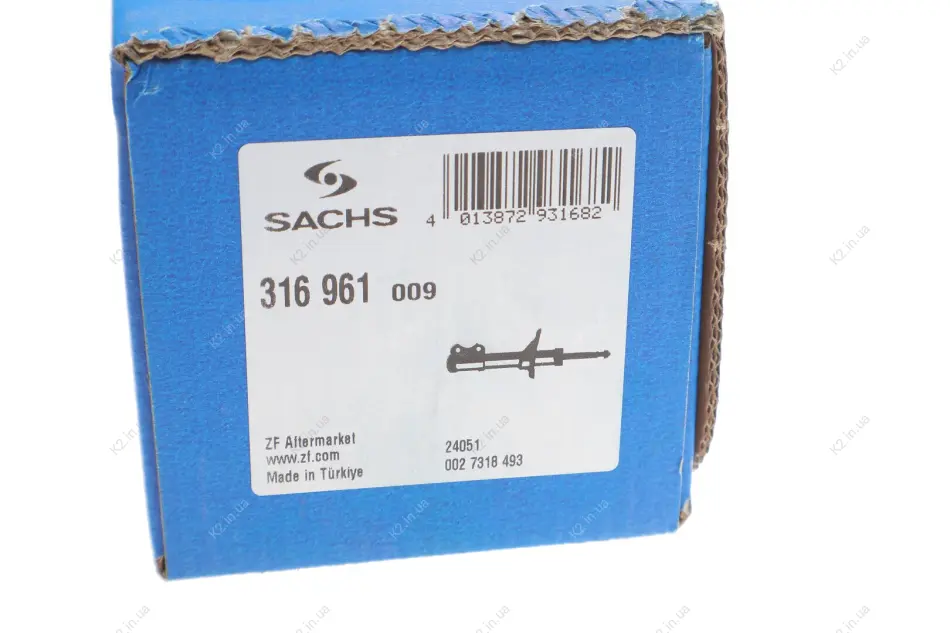 SACHS
4 013872 931682
316 961 009
ZF Aftermarket
www.zf.com
Made in Türkiye
24051
002 7318 493
K2.in.ua